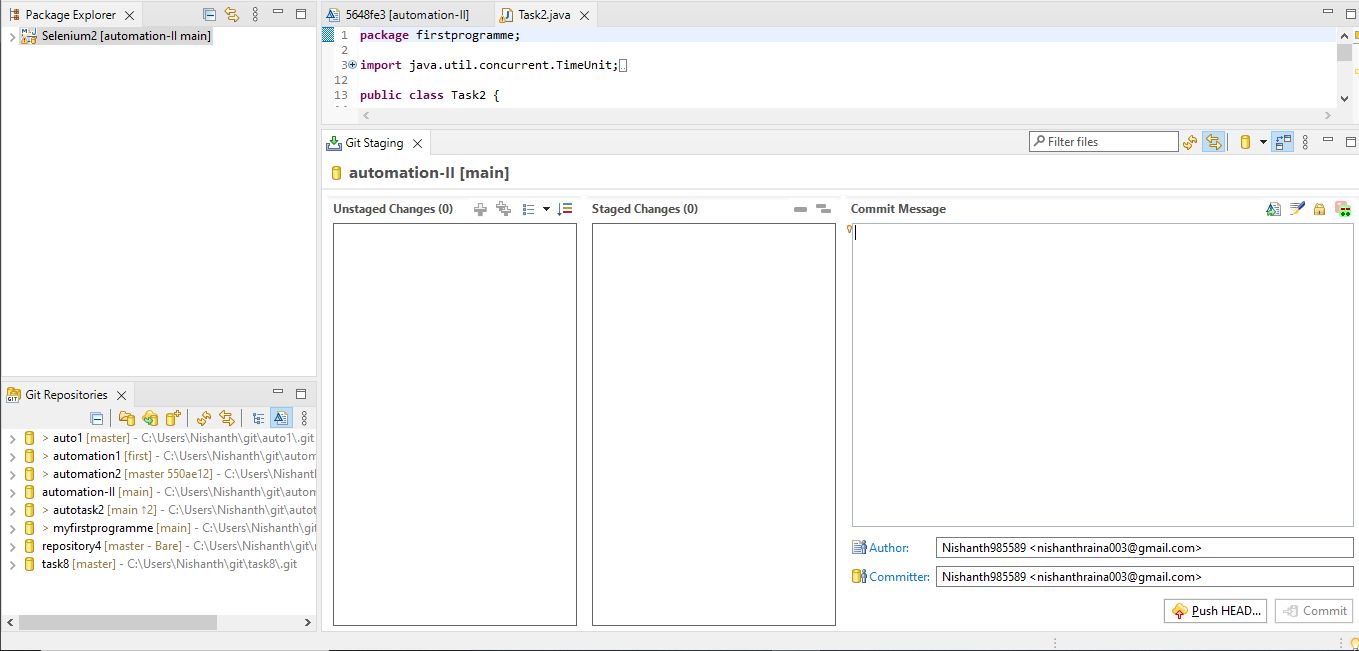 Package Explorer
Selenium2 [automation-II main]
5648fe3 [automation-II]
Task2.java
1 package firstprogramme;
2
3 import java.util.concurrent.TimeUnit;
12
13 public class Task2 {
Git Staging
Filter files
automation-II [main]
Unstaged Changes (0)
Staged Changes (0)
Commit Message
Git Repositories
> auto1 [master] - C:\Users\Nishanth\git\auto1\.git
> automation1 [first] - C:\Users\Nishanth\git\autom
> automation2 [master 550ae12] - C:\Users\Nishanth
automation-II [main] - C:\Users\Nishanth\git\autom
> autotask2 [main ↑2] - C:\Users\Nishanth\git\autot
> myfirstprogramme [main] - C:\Users\Nishanth\git
repository4 [master - Bare] - C:\Users\Nishanth\git\
task8 [master] - C:\Users\Nishanth\git\task8\.git
Author: Nishanth985589 <nishanthraina003@gmail.com>
Committer: Nishanth985589 <nishanthraina003@gmail.com>
Push HEAD...
Commit